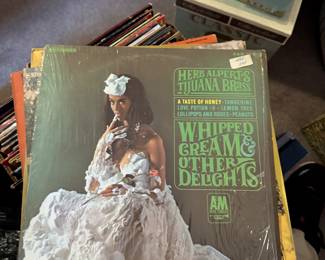 HERB ALPERT'S
TIJUANA BRASS
A TASTE OF HONEY • TANGERINE
LOVE POTION #9 • LEMON TREE
LOLLIPOPS AND ROSES • PEANUTS
WHIPPED
CREAM &
OTHER
DELIGHTS
A&M
CLASSIC